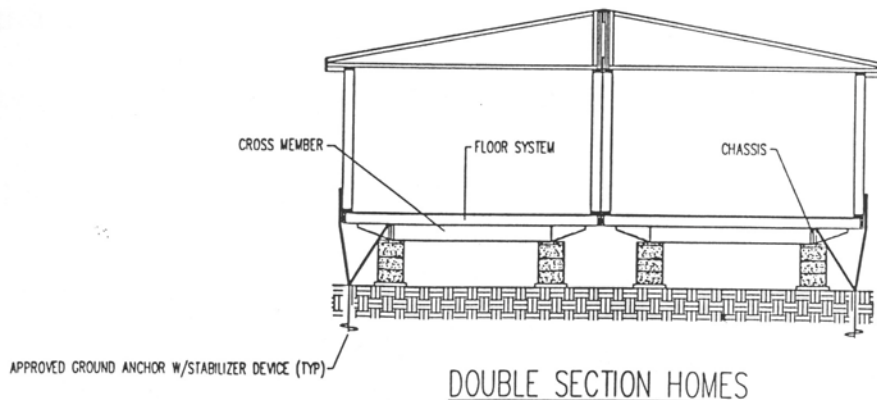 CROSS MEMBER
FLOOR SYSTEM
CHASSIS
APPROVED GROUND ANCHOR W/STABILIZER DEVICE (TYP)
DOUBLE SECTION HOMES